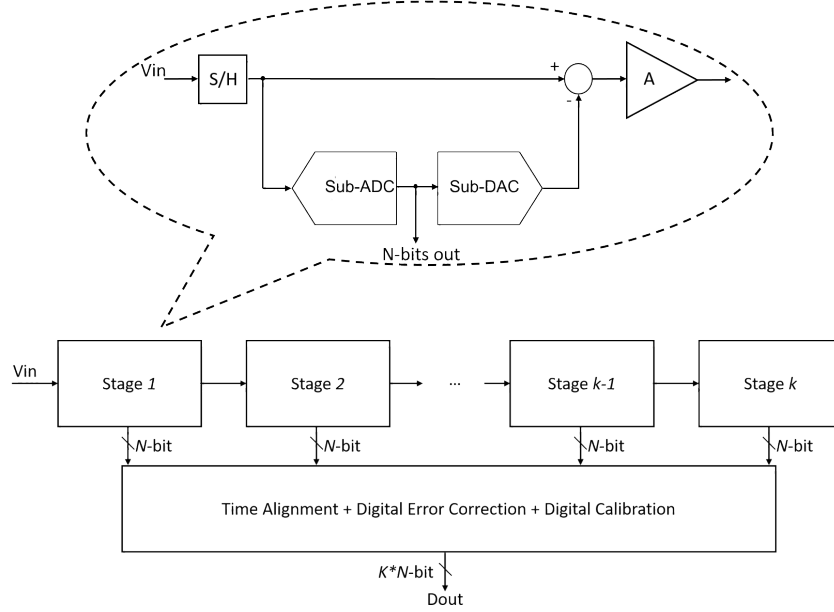 Vin
S/H
+
-
A
Sub-ADC
Sub-DAC
N-bits out
Vin
Stage 1
Stage 2
...
Stage k-1
Stage k
N-bit
N-bit
N-bit
N-bit
Time Alignment + Digital Error Correction + Digital Calibration
K*N-bit
Dout